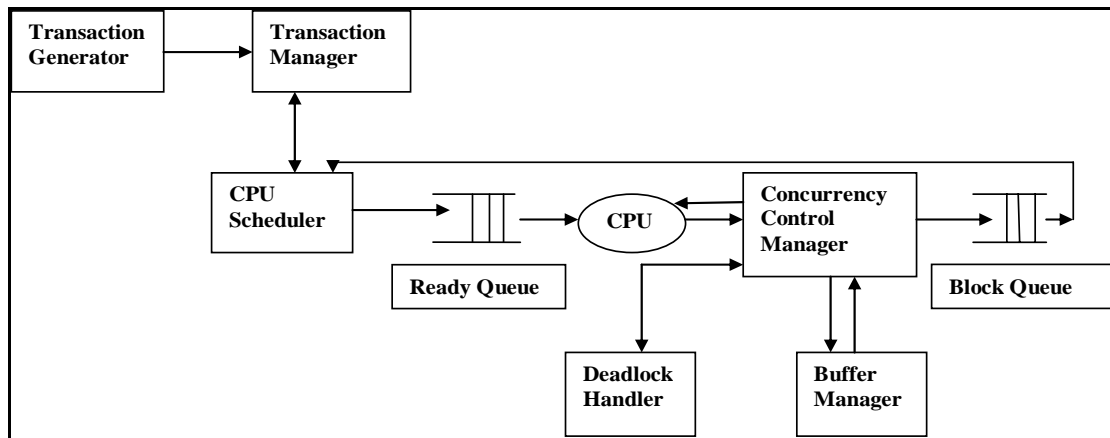 Transaction
Generator
Transaction
Manager
CPU
Scheduler
Ready Queue
CPU
Concurrency
Control
Manager
Block Queue
Deadlock
Handler
Buffer
Manager